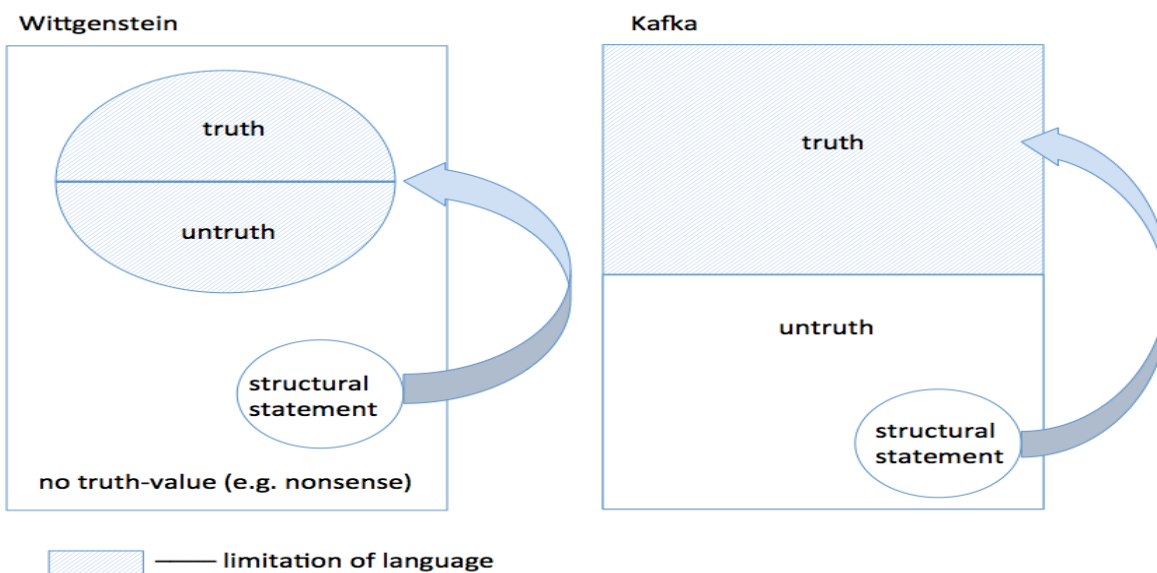 Wittgenstein
truth
untruth
structural
statement
no truth-value (e.g. nonsense)
Kafka
truth
untruth
structural
statement
limitation of language